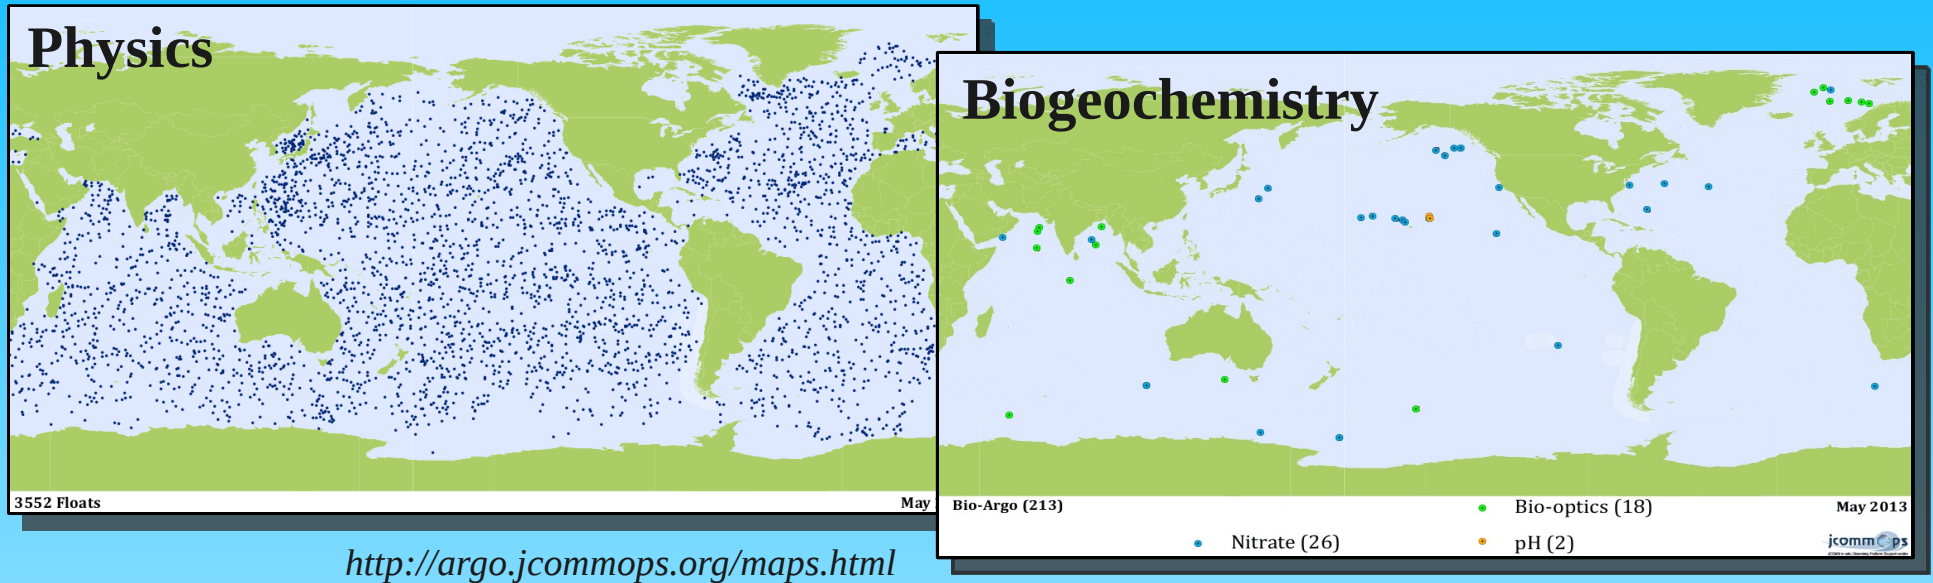 Physics
3552 Floats
May
Biogeochemistry
Bio-Argo (213)
Bio-optics (18)
May 2013
Nitrate (26)
pH (2)
jcommops
http://argo.jcommops.org/maps.html